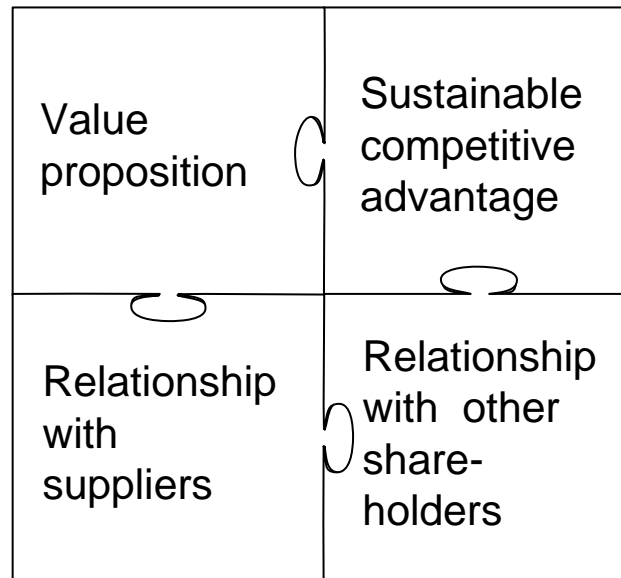 Value
proposition
Sustainable
competitive
advantage
Relationship
with
suppliers
Relationship
with other
share-
holders